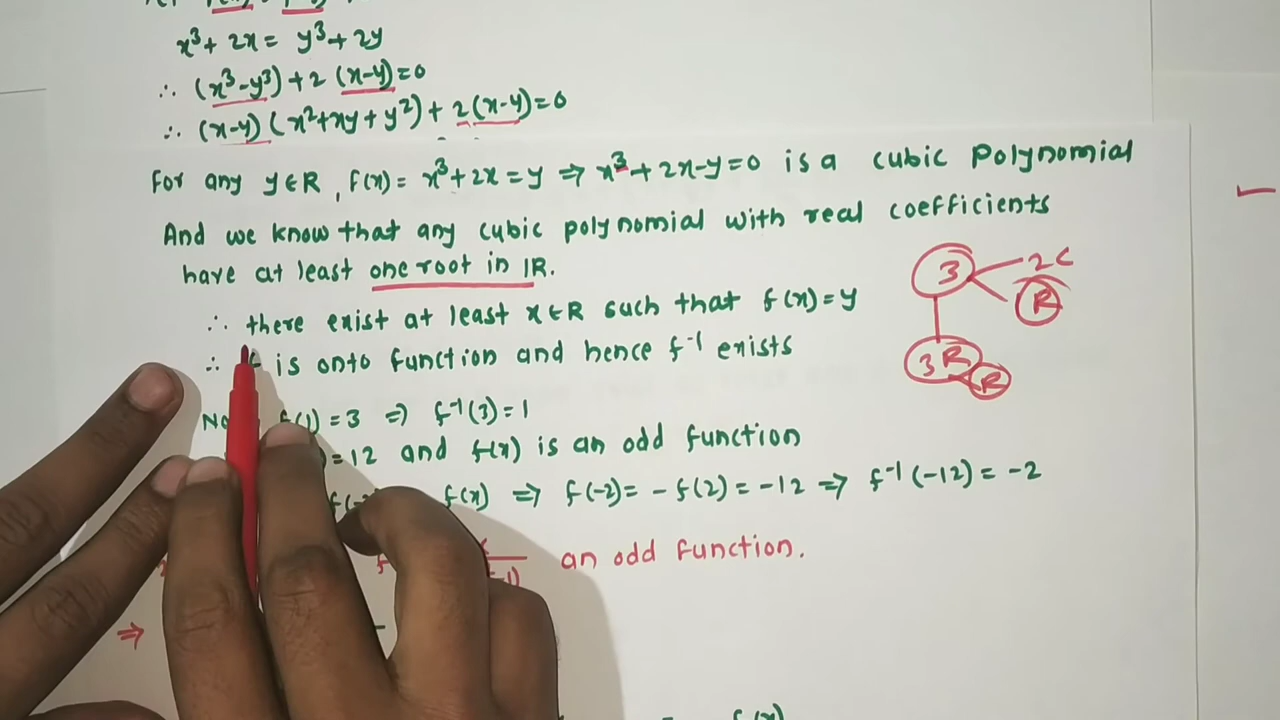 x³+ 2x = y³+2y
∴ (x³-y³)+2 (x-y)=0
∴ (x-y)(x²+xy+y²)+ 2(x-y)=0
For any y∈R, f(x)= x³+2x=y ⇒ x³+2x-y=0 is a cubic polynomial
And we know that any cubic polynomial with real coefficients
have at least one root in IR.
3 2C
R
∴ there exist at least x∈R such that f(x)=y
∴ is onto function and hence f⁻¹ exists
3R R
(1)=3 ⇒ f⁻¹(3)=1
=12 and f(x) is an odd function
f(x) ⇒ f(-2)= -f(2)=-12 ⇒ f⁻¹(-12)=-2
an odd function.
⇒
f(x)